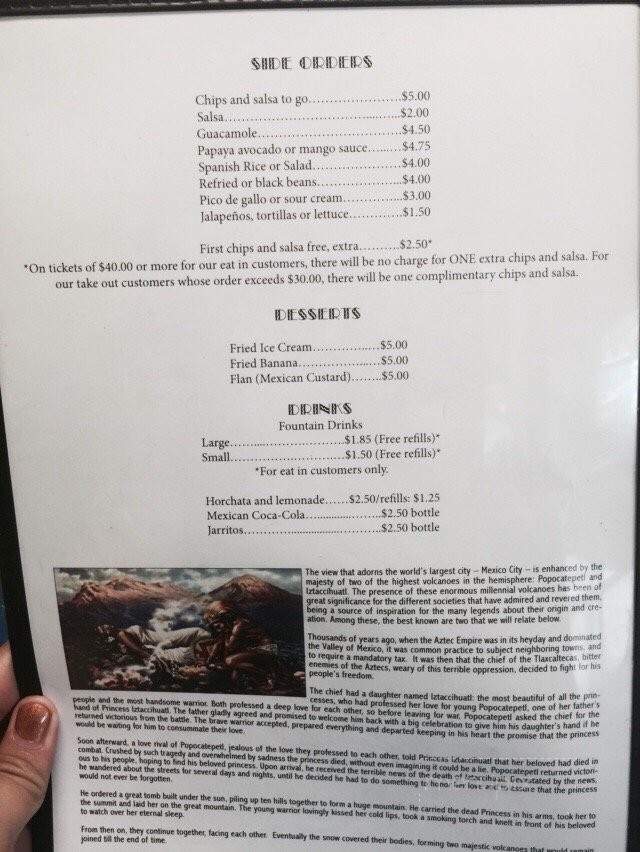 SIDE ORDERS
Chips and salsa to go.....................$5.00
Salsa.........................................$2.00
Guacamole................................$4.50
Papaya avocado or mango sauce........$4.75
Spanish Rice or Salad....................$4.00
Refried or black beans...................$4.00
Pico de gallo or sour cream.............$3.00
Jalapeños, tortillas or lettuce............$1.50
First chips and salsa free, extra.........$2.50*
*On tickets of $40.00 or more for our eat in customers, there will be no charge for ONE extra chips and salsa. For
our take out customers whose order exceeds $30.00, there will be one complimentary chips and salsa.
DESSERTS
Fried Ice Cream...............$5.00
Fried Banana..................$5.00
Flan (Mexican Custard)........$5.00
DRINKS
Fountain Drinks
Large..........................$1.85 (Free refills)*
Small..........................$1.50 (Free refills)*
*For eat in customers only.
Horchata and lemonade......$2.50/refills: $1.25
Mexican Coca-Cola.................$2.50 bottle
Jarritos...............................$2.50 bottle
The view that adorns the world's largest city – Mexico City – is enhanced by the
majesty of two of the highest volcanoes in the hemisphere: Popocatepetl and
Iztaccihuatl. The presence of these enormous millennial volcanoes has been of
great significance for the different societies that have admired and revered them,
being a source of inspiration for the many legends about their origin and cre-
ation. Among these, the best known are two that we will relate below.
Thousands of years ago, when the Aztec Empire was in its heyday and dominated
the Valley of Mexico, it was common practice to subject neighboring towns, and
to require a mandatory tax. It was then that the chief of the Tlaxcaltecas, bitter
enemies of the Aztecs, weary of this terrible oppression, decided to fight for his
people's freedom.
The chief had a daughter named Iztaccihuatl: the most beautiful of all the prin-
cesses, who had professed her love for young Popocatepetl, one of her father's
people and the most handsome warrior. Both professed a deep love for each other, so before leaving for war, Popocatepetl asked the chief for the
hand of Princess Iztaccihuatl. The father gladly agreed and promised to welcome him back with a big celebration to give him his daughter's hand if he
returned victorious from the battle. The brave warrior accepted, prepared everything and departed keeping in his heart the promise that the princess
would be waiting for him to consummate their love.
Soon afterward, a love rival of Popocatepetl, jealous of the love they professed to each other, told Princess Iztaccihuatl that her beloved had died in
combat. Crushed by such tragedy and overwhelmed by sadness the princess died, without even imagining it could be a lie. Popocatepetl returned victori-
ous to his people, hoping to find his beloved princess. Upon arrival, he received the terrible news of the death of Iztaccihuatl. Devastated by the news,
he wandered about the streets for several days and nights, until he decided he had to do something to honor her love and to assure that the princess
would not ever be forgotten.
He ordered a great tomb built under the sun, piling up ten hills together to form a huge mountain. He carried the dead Princess in his arms, took her to
the summit and laid her on the great mountain. The young warrior lovingly kissed her cold lips, took a smoking torch and knelt in front of his beloved
to watch over her eternal sleep.
From then on, they continue together, facing each other. Eventually the snow covered their bodies, forming two majestic volcanoes that would remain
joined till the end of time.